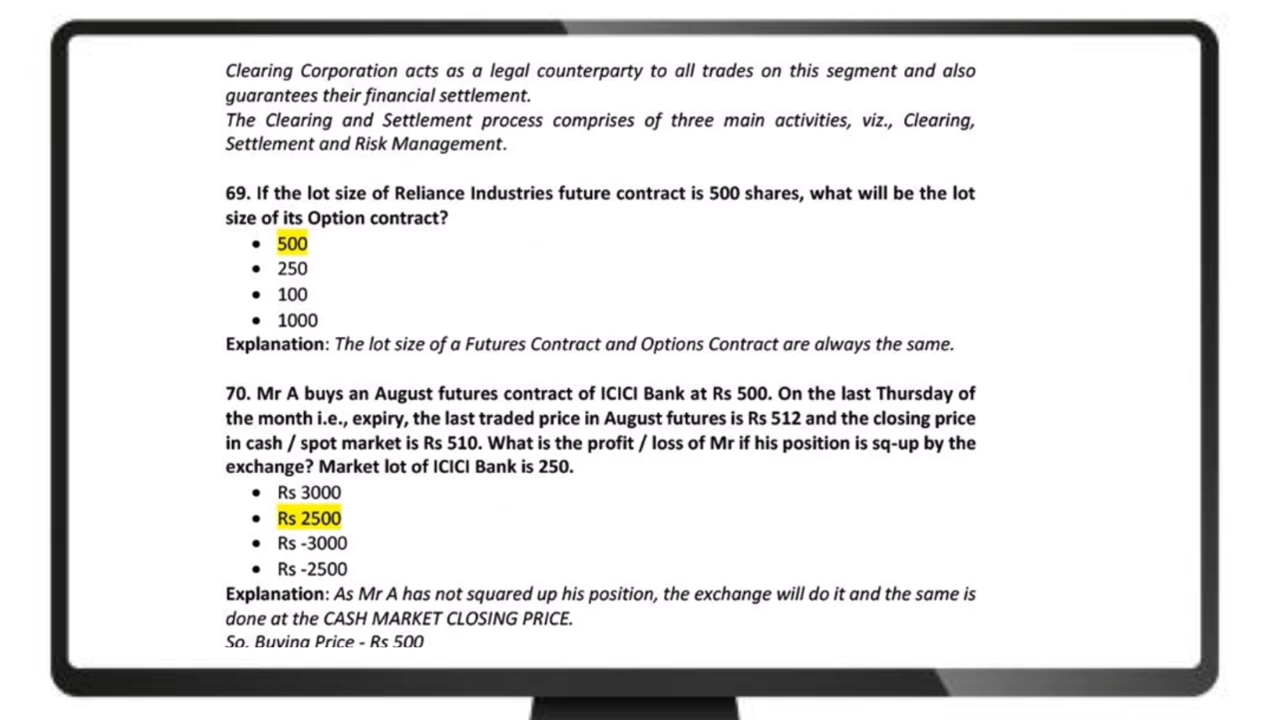 Clearing Corporation acts as a legal counterparty to all trades on this segment and also
guarantees their financial settlement.
The Clearing and Settlement process comprises of three main activities, viz., Clearing,
Settlement and Risk Management.
69. If the lot size of Reliance Industries future contract is 500 shares, what will be the lot
size of its Option contract?
• 500
• 250
• 100
• 1000
Explanation: The lot size of a Futures Contract and Options Contract are always the same.
70. Mr A buys an August futures contract of ICICI Bank at Rs 500. On the last Thursday of
the month i.e., expiry, the last traded price in August futures is Rs 512 and the closing price
in cash / spot market is Rs 510. What is the profit / loss of Mr if his position is sq-up by the
exchange? Market lot of ICICI Bank is 250.
• Rs 3000
• Rs 2500
• Rs -3000
• Rs -2500
Explanation: As Mr A has not squared up his position, the exchange will do it and the same is
done at the CASH MARKET CLOSING PRICE.
So, Buying Price - Rs 500